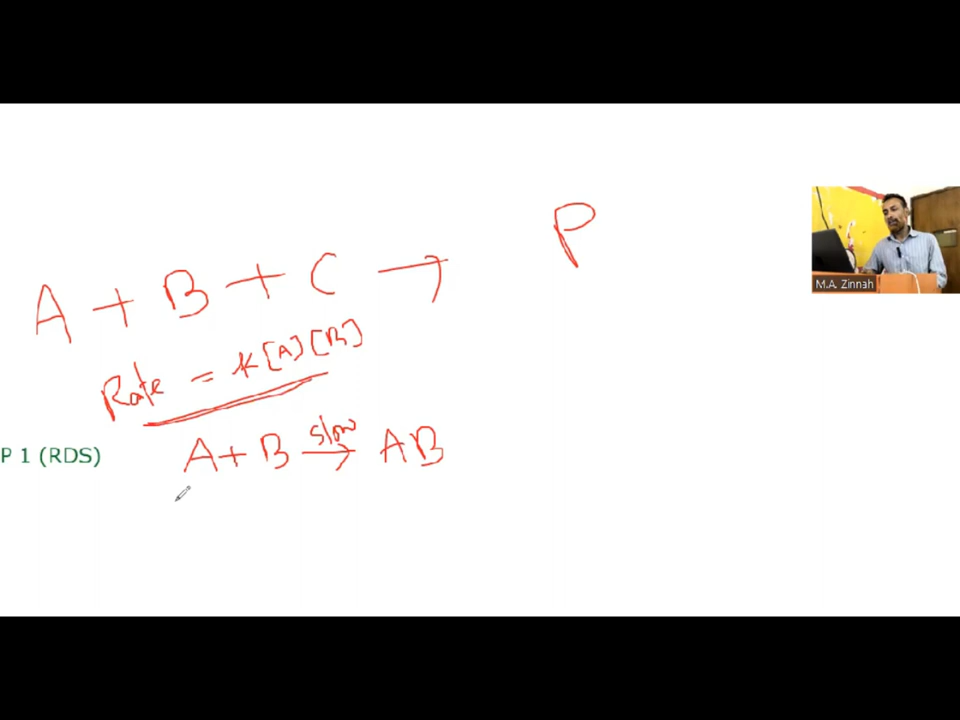 A + B + C → P
Rate = k[A][B]
slow
P 1 (RDS) A + B → AB
M.A. Zinnah